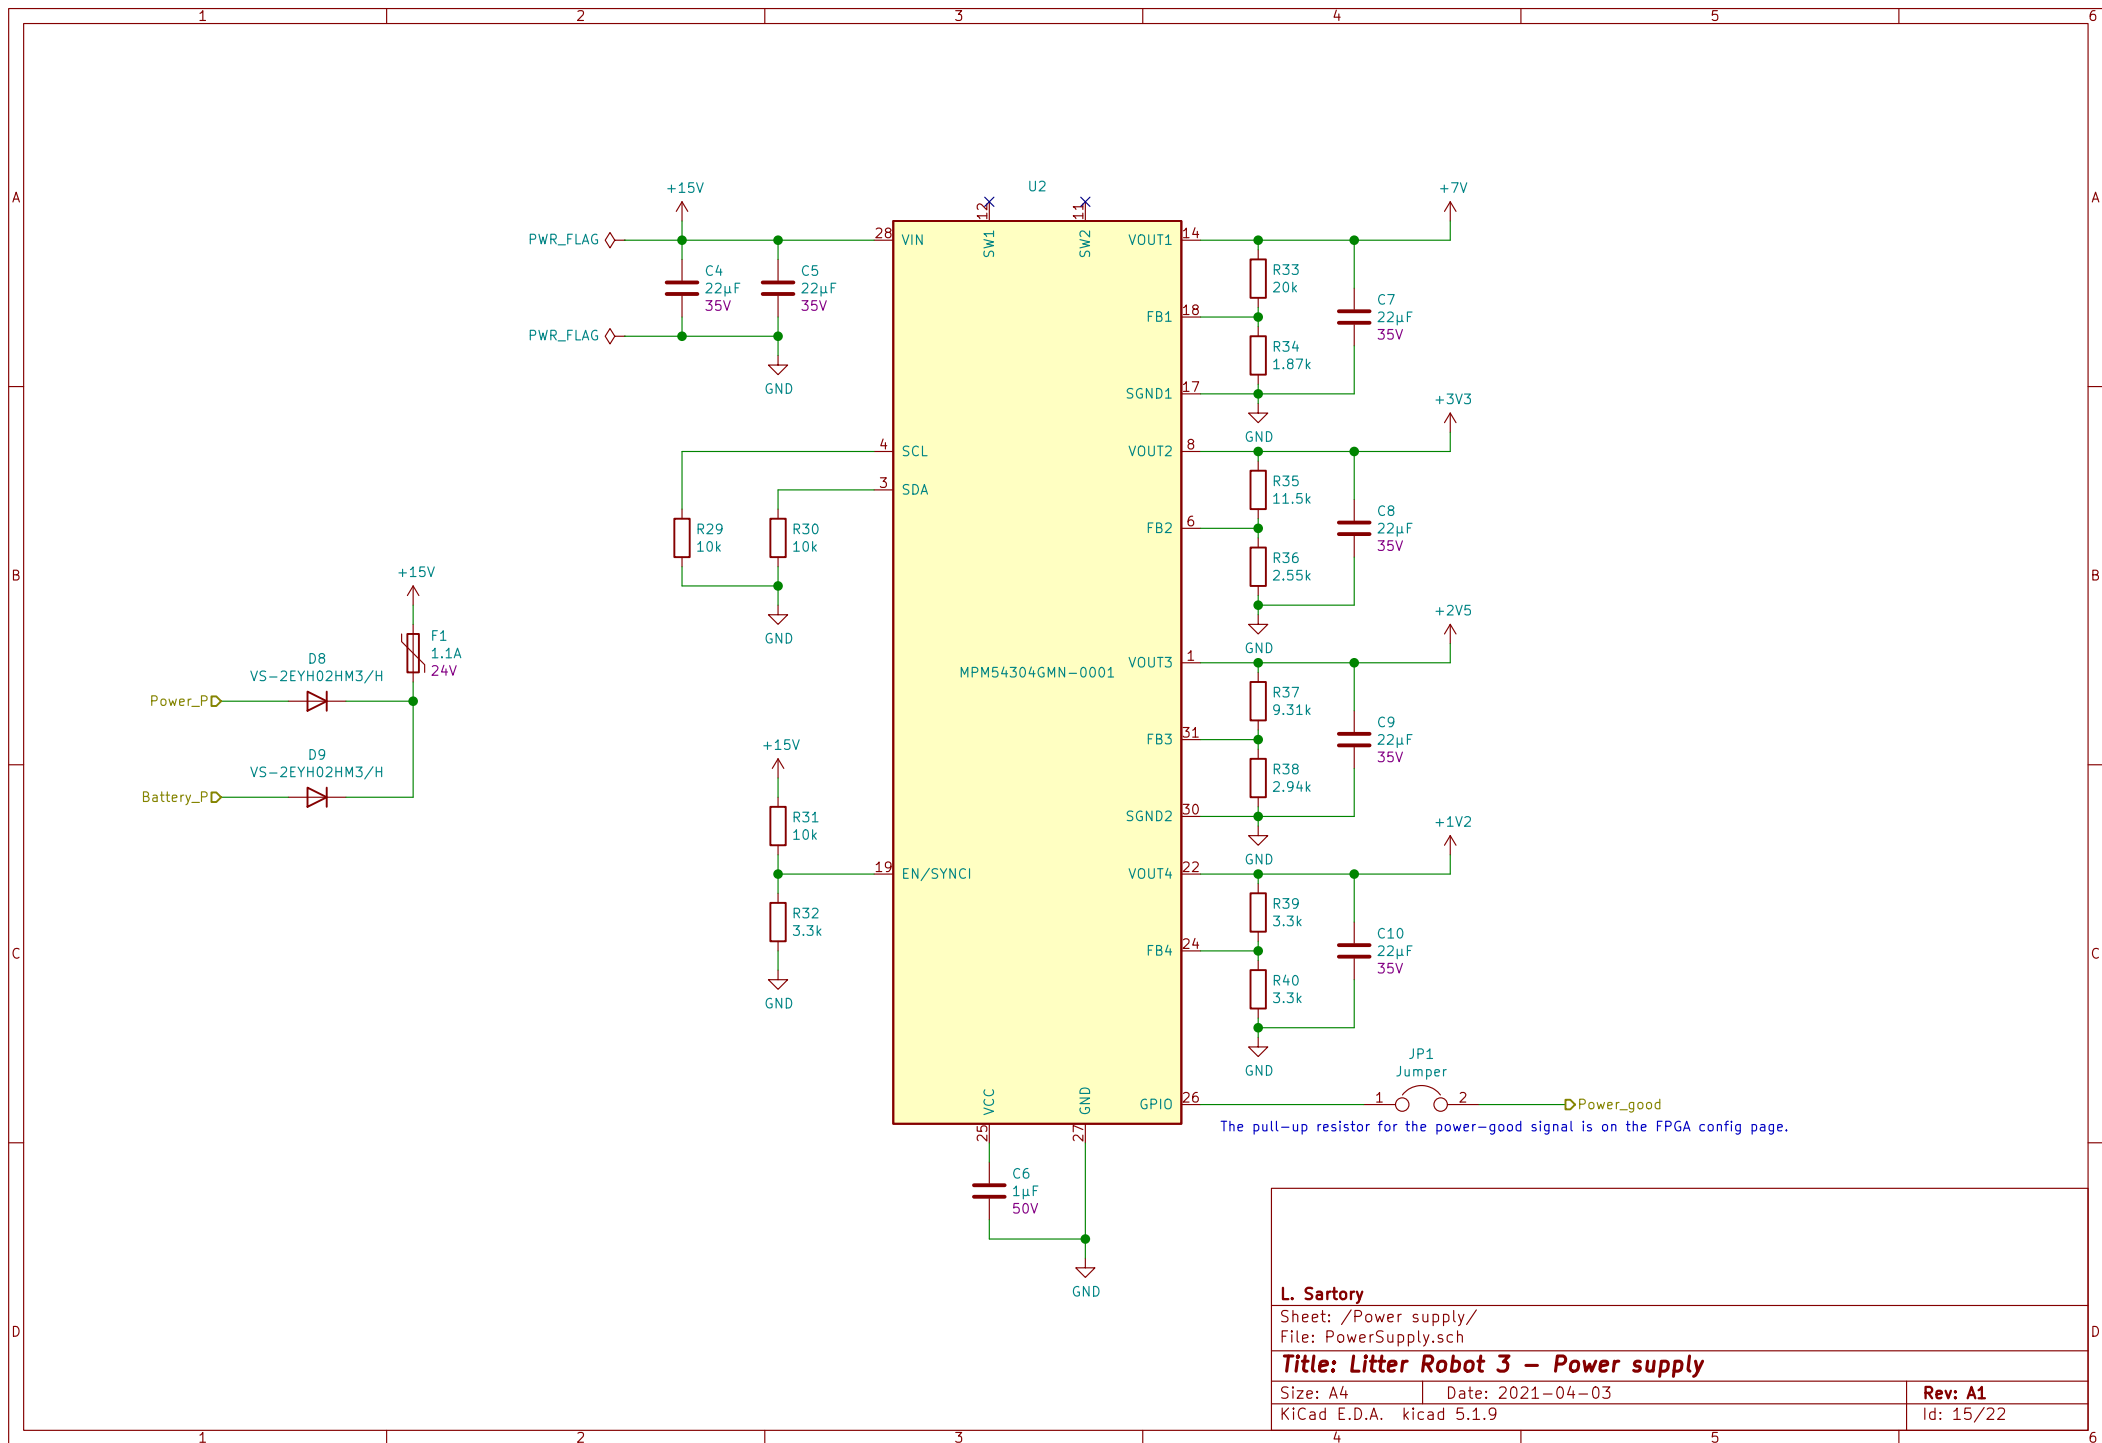 1 2 3 4 5 6
A A
B B
C C
D D
+15V
PWR_FLAG
C4
22µF
35V
C5
22µF
35V
PWR_FLAG
GND
R29
10k
R30
10k
GND
+15V
F1
1.1A
24V
D8
VS-2EYH02HM3/H
Power_P
D9
VS-2EYH02HM3/H
Battery_P
+15V
R31
10k
R32
3.3k
GND
U2
12
11
SW1
SW2
28 VIN
4 SCL
3 SDA
19 EN/SYNCI
MPM54304GMN-0001
VOUT1 14
FB1 18
SGND1 17
VOUT2 8
FB2 6
VOUT3 1
FB3 31
SGND2 30
VOUT4 22
FB4 24
GPIO 26
VCC
GND
25
27
C6
1µF
50V
GND
+7V
R33
20k
R34
1.87k
C7
22µF
35V
GND
+3V3
R35
11.5k
R36
2.55k
C8
22µF
35V
GND
+2V5
R37
9.31k
R38
2.94k
C9
22µF
35V
GND
+1V2
R39
3.3k
R40
3.3k
C10
22µF
35V
GND
JP1
Jumper
1 2
Power_good
The pull-up resistor for the power-good signal is on the FPGA config page.
L. Sartory
Sheet: /Power supply/
File: PowerSupply.sch
Title: Litter Robot 3 – Power supply
Size: A4 Date: 2021-04-03 Rev: A1
KiCad E.D.A. kicad 5.1.9 Id: 15/22
1 2 3 4 5 6